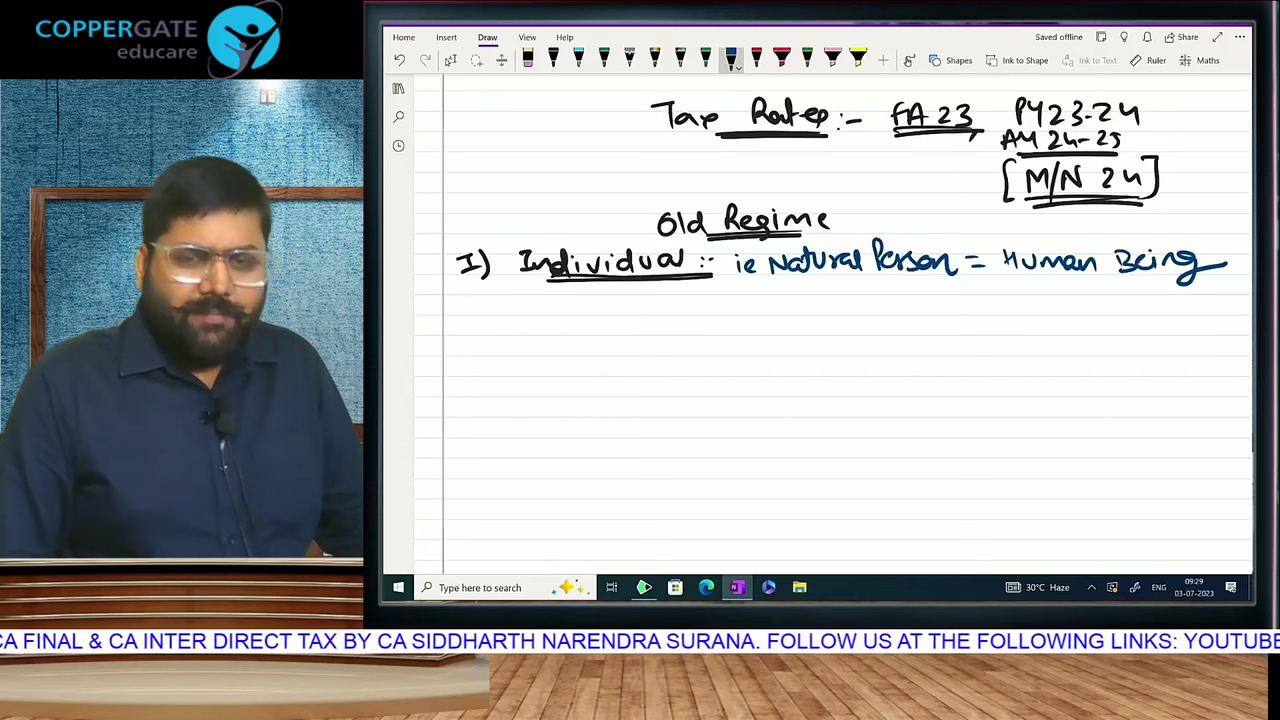 COPPERGATE
educare
Home Insert Draw View Help
Saved offline
Share
Shapes
Ink to Shape
Ink to Text
Ruler
Maths
Tax Rates :- FA 23 PY 23-24
AY 24-25
[M/N 24]
Old Regime
I) Individual :- ie Natural Person = Human Being
Type here to search
30°C Haze
ENG
09:29
03-07-2023
CA FINAL & CA INTER DIRECT TAX BY CA SIDDHARTH NARENDRA SURANA. FOLLOW US AT THE FOLLOWING LINKS: YOUTUBE